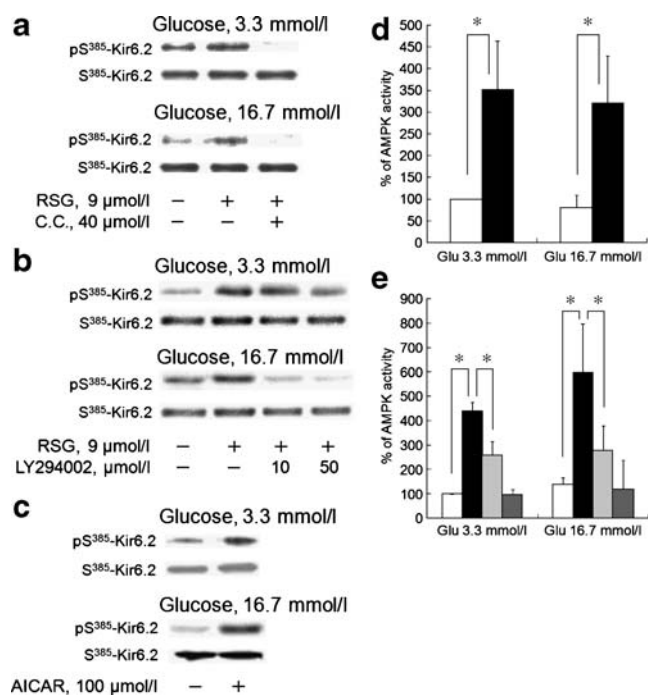 a
Glucose, 3.3 mmol/l
pS³⁸⁵-Kir6.2
S³⁸⁵-Kir6.2
Glucose, 16.7 mmol/l
pS³⁸⁵-Kir6.2
S³⁸⁵-Kir6.2
RSG, 9 µmol/l – + +
C.C., 40 µmol/l – – +
b
Glucose, 3.3 mmol/l
pS³⁸⁵-Kir6.2
S³⁸⁵-Kir6.2
Glucose, 16.7 mmol/l
pS³⁸⁵-Kir6.2
S³⁸⁵-Kir6.2
RSG, 9 µmol/l – + + +
LY294002, µmol/l – – 10 50
c
Glucose, 3.3 mmol/l
pS³⁸⁵-Kir6.2
S³⁸⁵-Kir6.2
Glucose, 16.7 mmol/l
pS³⁸⁵-Kir6.2
S³⁸⁵-Kir6.2
AICAR, 100 µmol/l – +
d
% of AMPK activity
500
450
400
350
300
250
200
150
100
50
0
* *
Glu 3.3 mmol/l Glu 16.7 mmol/l
e
% of AMPK activity
900
800
700
600
500
400
300
200
100
0
* * * *
Glu 3.3 mmol/l Glu 16.7 mmol/l